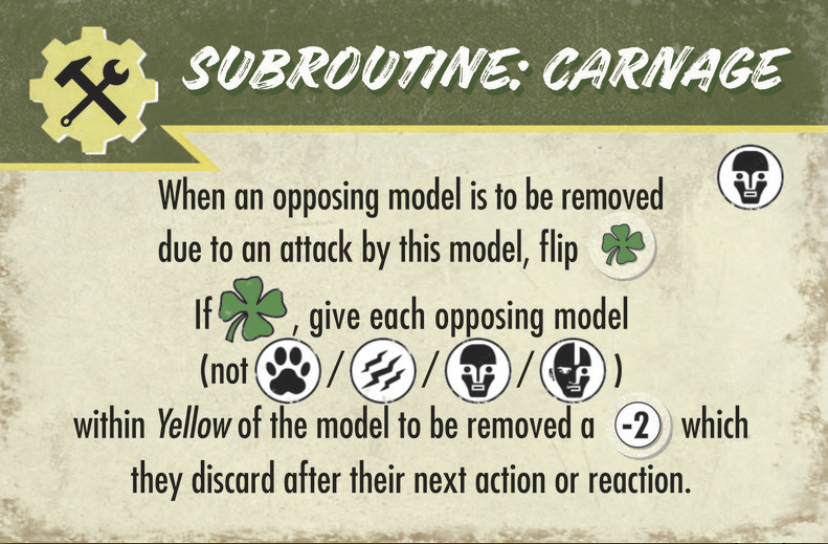 SUBROUTINE: CARNAGE
When an opposing model is to be removed
due to an attack by this model, flip
If , give each opposing model
(not / / / )
within Yellow of the model to be removed a -2 which
they discard after their next action or reaction.